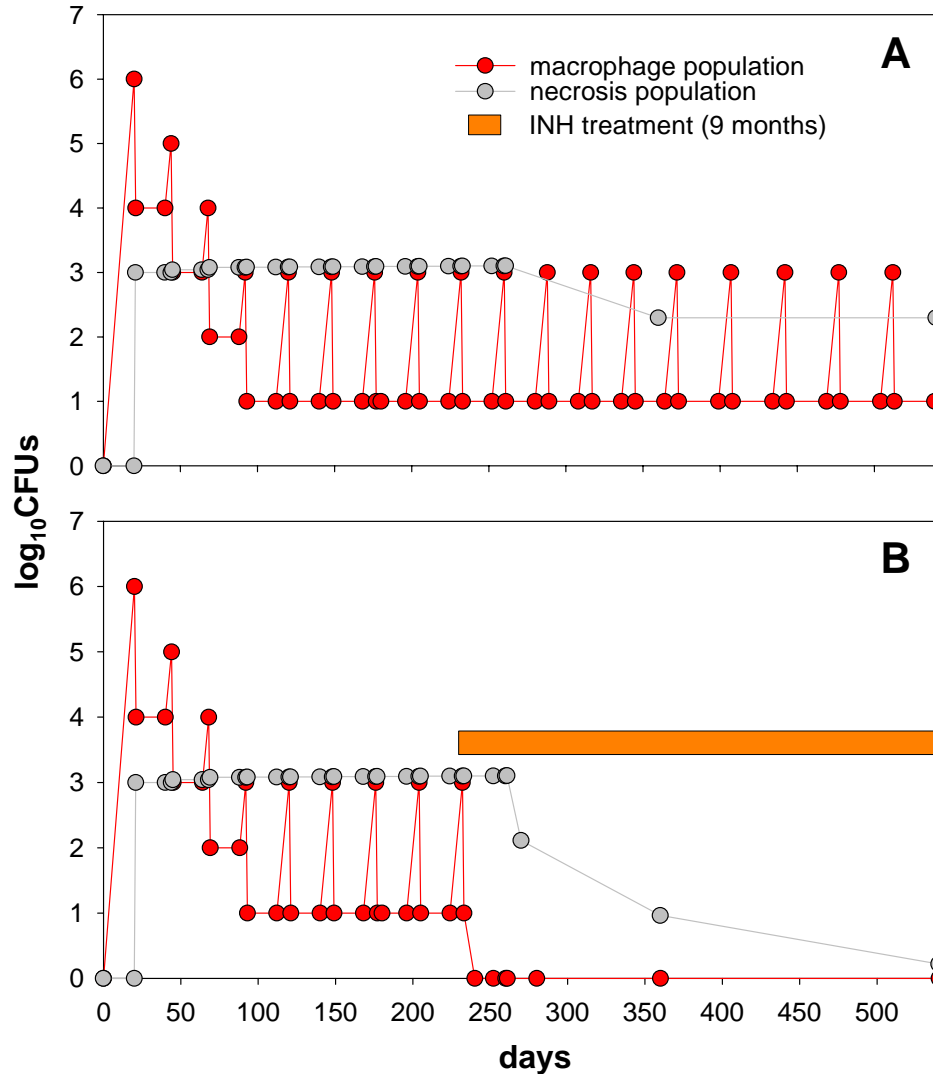 7
6
5
4
3
2
1
0
A
macrophage population
necrosis population
INH treatment (9 months)
log₁₀CFUs
7
6
5
4
3
2
1
0
B
0 50 100 150 200 250 300 350 400 450 500
days